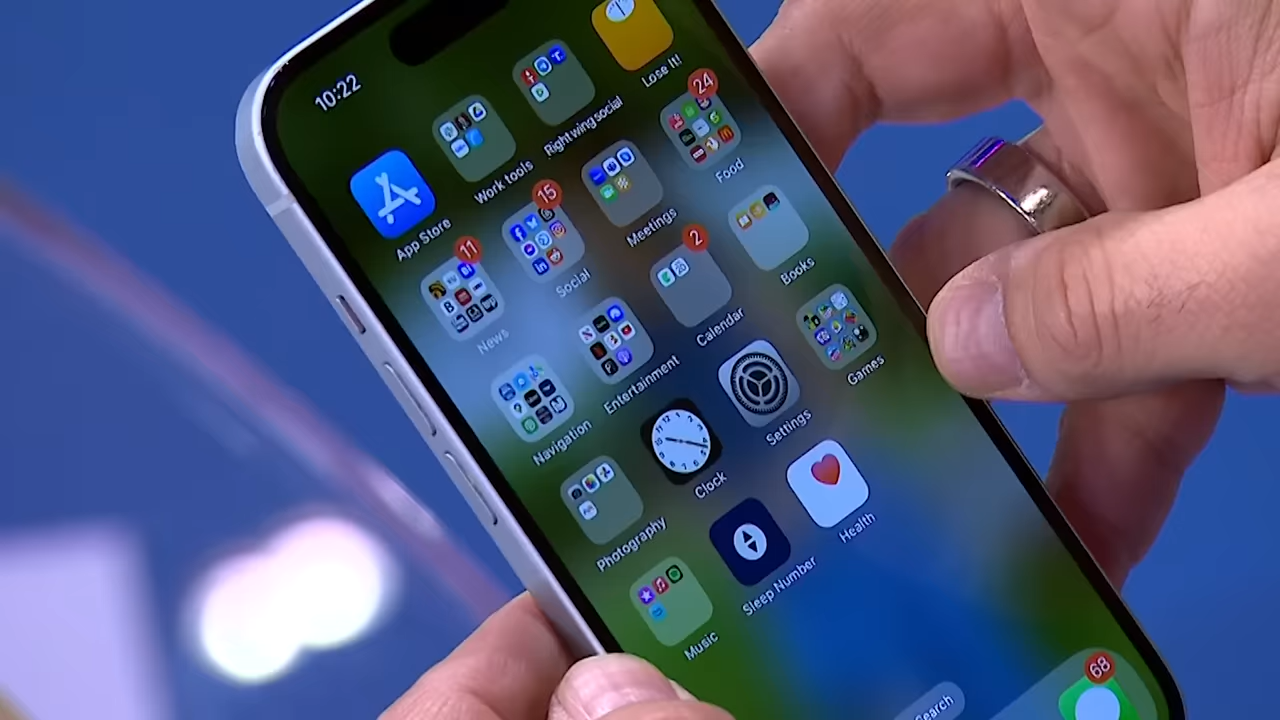 10:22
App Store
Work tools
Right wing social
Lose It!
11
News
15
Social
Meetings
24
Food
Navigation
Entertainment
2
Calendar
Books
Photography
Clock
Settings
Games
Music
Sleep Number
Health
Search
68